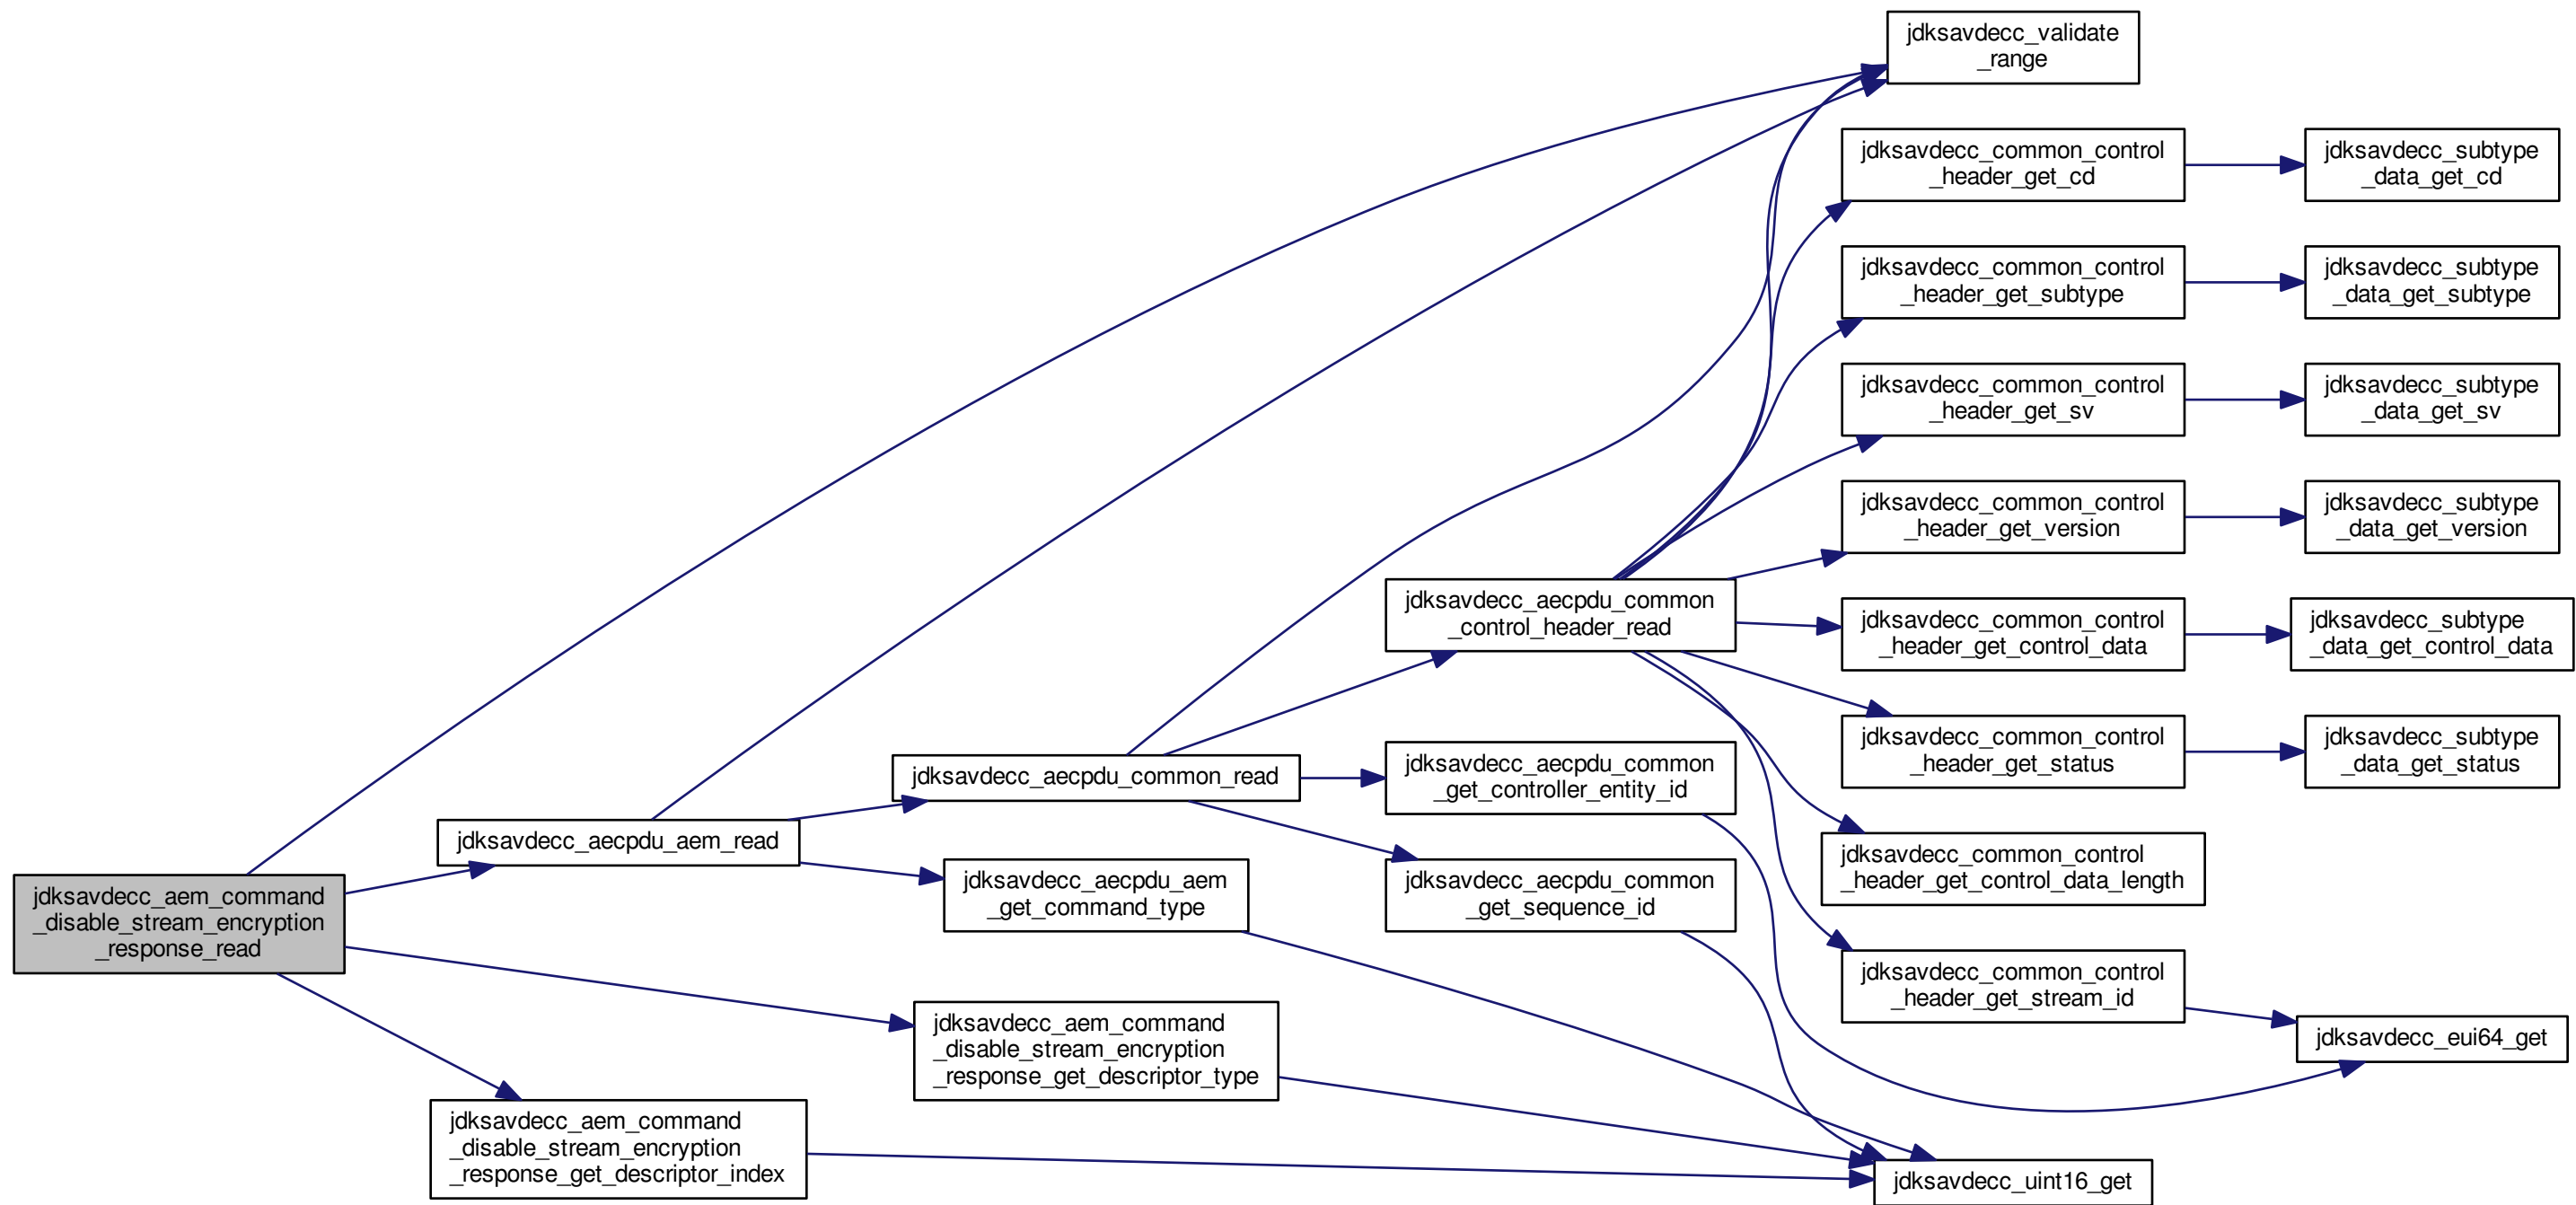 jdksavdecc_validate
_range
jdksavdecc_common_control
_header_get_cd
jdksavdecc_subtype
_data_get_cd
jdksavdecc_common_control
_header_get_subtype
jdksavdecc_subtype
_data_get_subtype
jdksavdecc_common_control
_header_get_sv
jdksavdecc_subtype
_data_get_sv
jdksavdecc_common_control
_header_get_version
jdksavdecc_subtype
_data_get_version
jdksavdecc_aecpdu_common
_control_header_read
jdksavdecc_common_control
_header_get_control_data
jdksavdecc_subtype
_data_get_control_data
jdksavdecc_common_control
_header_get_status
jdksavdecc_subtype
_data_get_status
jdksavdecc_aecpdu_common_read
jdksavdecc_aecpdu_common
_get_controller_entity_id
jdksavdecc_aecpdu_aem_read
jdksavdecc_common_control
_header_get_control_data_length
jdksavdecc_aem_command
_disable_stream_encryption
_response_read
jdksavdecc_aecpdu_aem
_get_command_type
jdksavdecc_aecpdu_common
_get_sequence_id
jdksavdecc_common_control
_header_get_stream_id
jdksavdecc_eui64_get
jdksavdecc_aem_command
_disable_stream_encryption
_response_get_descriptor_type
jdksavdecc_aem_command
_disable_stream_encryption
_response_get_descriptor_index
jdksavdecc_uint16_get